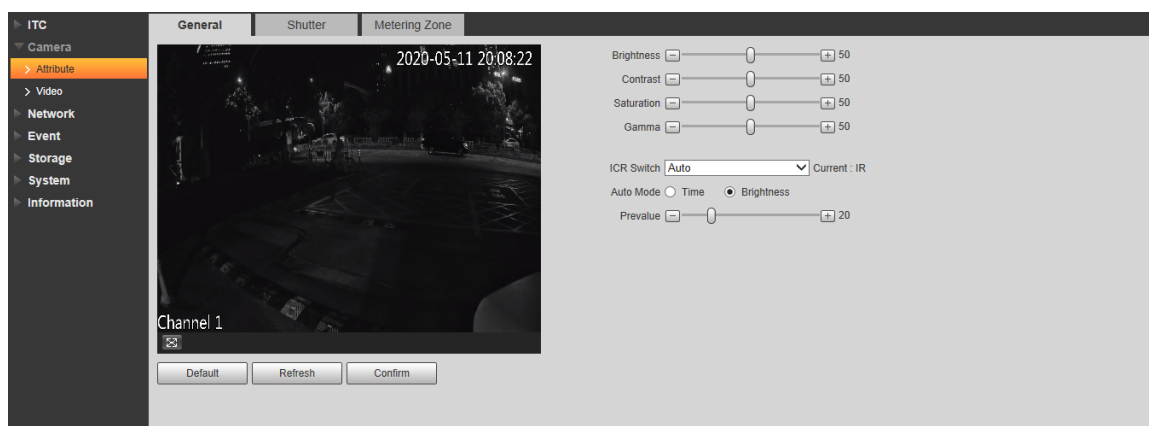 ITC
Camera
Attribute
Video
Network
Event
Storage
System
Information
General Shutter Metering Zone
2020-05-11 20:08:22
Channel 1
Default Refresh Confirm
Brightness 50
Contrast 50
Saturation 50
Gamma 50
ICR Switch Auto Current : IR
Auto Mode Time Brightness
Prevalue 20